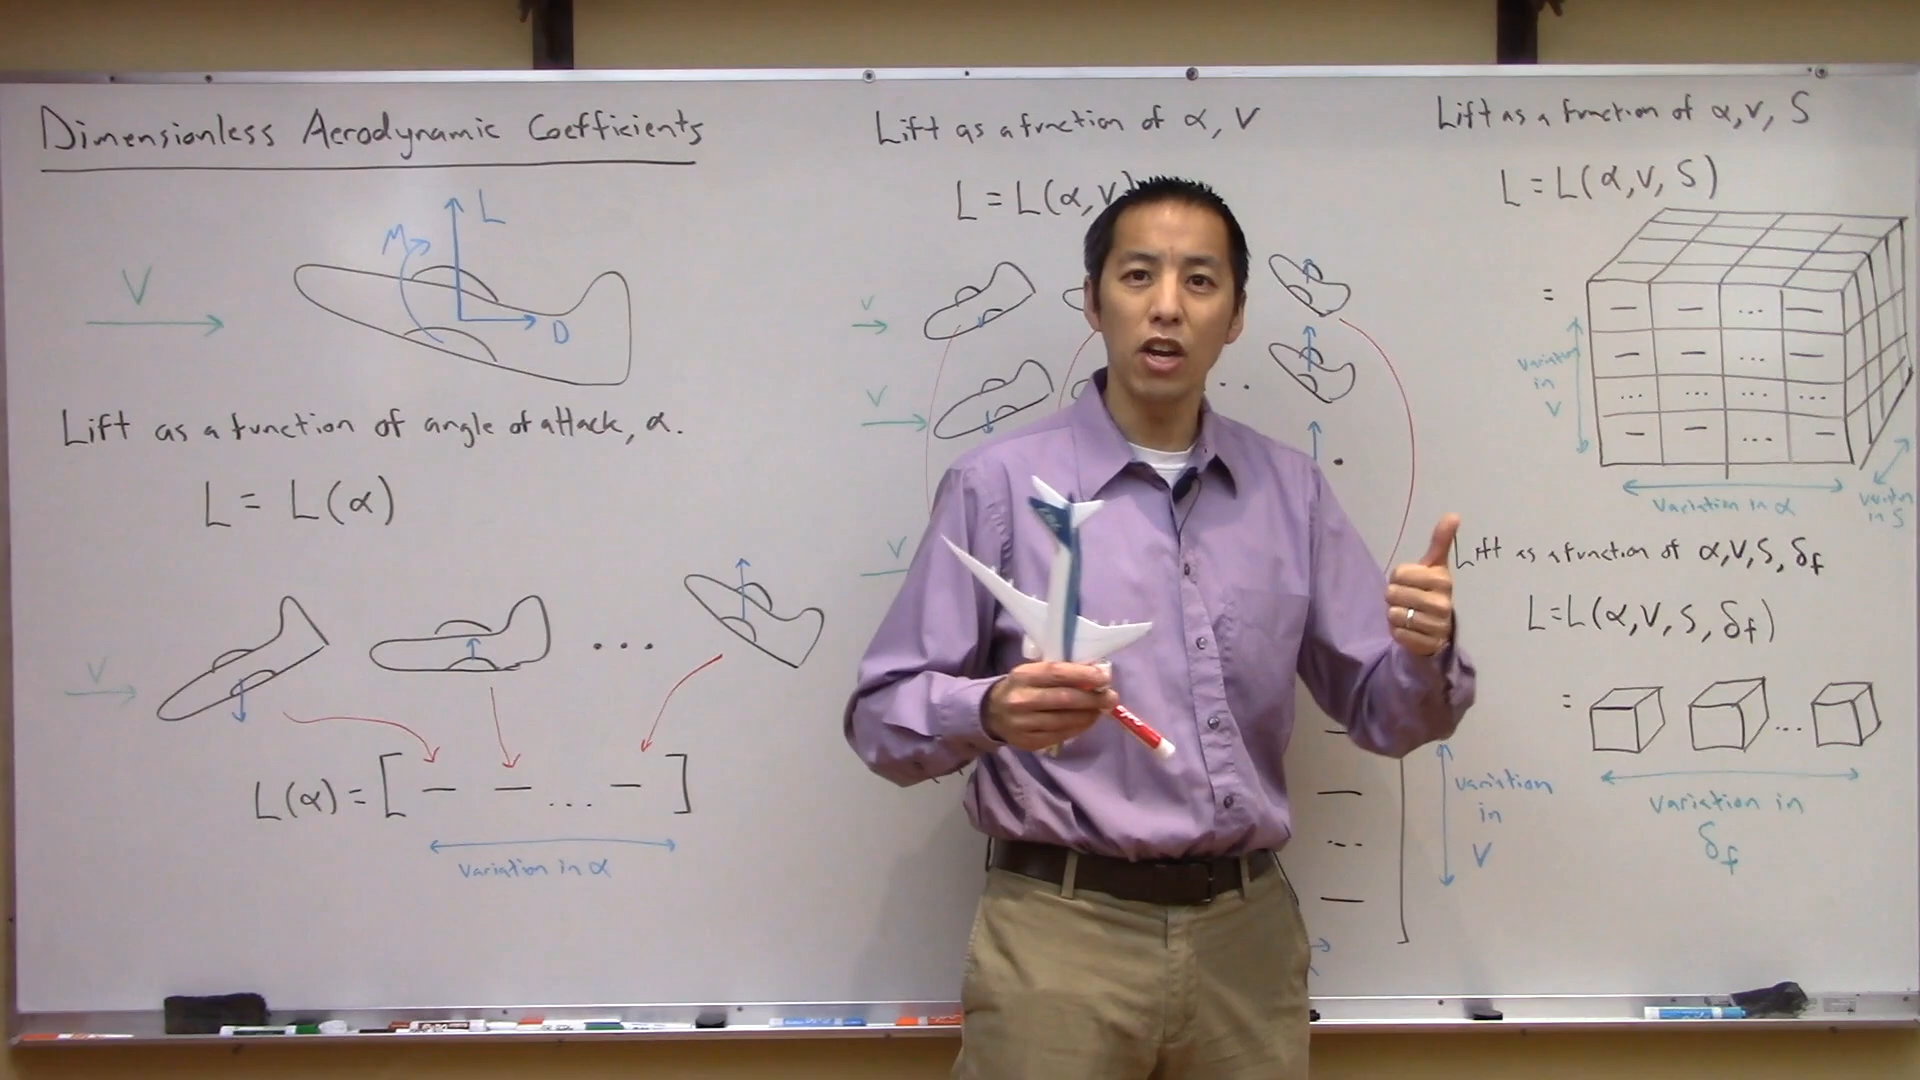 Dimensionless Aerodynamic Coefficients
L
M
V
D
Lift as a function of angle of attack, α.
L = L(α)
V
L(α) = [ — — ... — ]
variation in α
Lift as a function of α, V
L = L(α, V)
V
V
V
variation
in
V
Lift as a function of α, V, S
L = L(α, V, S)
=
variation
in
V
variation in α
variation
in S
Lift as a function of α, V, S, δf
L = L(α, V, S, δf)
=
variation in
δf